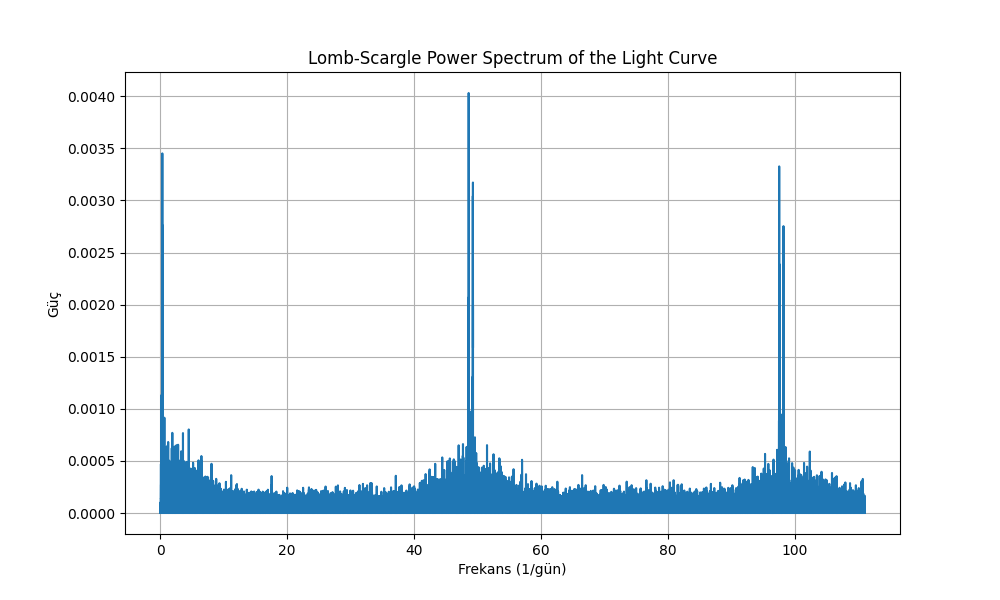 Lomb-Scargle Power Spectrum of the Light Curve
0.0040
0.0035
0.0030
0.0025
0.0020
0.0015
0.0010
0.0005
0.0000
Güç
0 20 40 60 80 100
Frekans (1/gün)